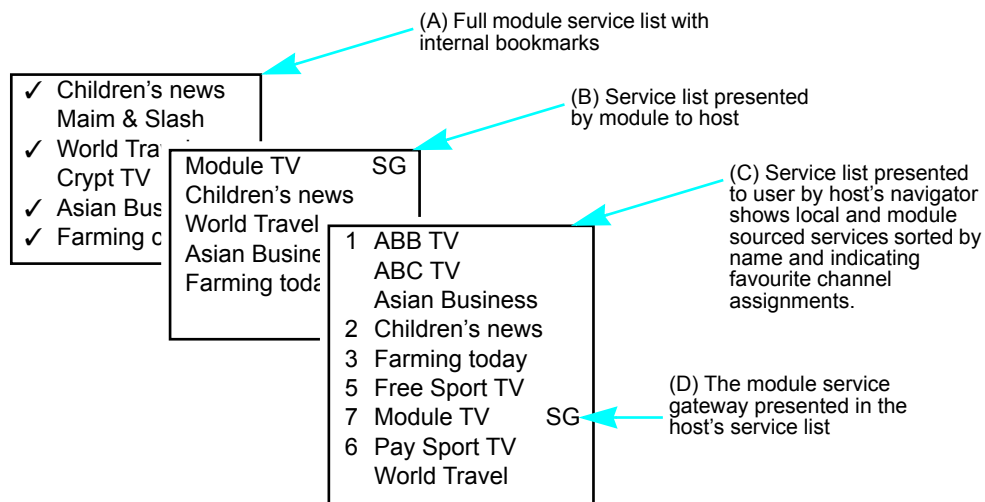 (A) Full module service list with
internal bookmarks
✓ Children's news
Maim & Slash
✓ World Tra
Crypt TV
✓ Asian Bus
✓ Farming
(B) Service list presented
by module to host
Module TV SG
Children's news
World Travel
Asian Busine
Farming toda
(C) Service list presented
to user by host's navigator
shows local and module
sourced services sorted by
name and indicating
favourite channel
assignments.
1 ABB TV
ABC TV
Asian Business
2 Children's news
3 Farming today
5 Free Sport TV
7 Module TV SG
6 Pay Sport TV
World Travel
(D) The module service
gateway presented in the
host's service list